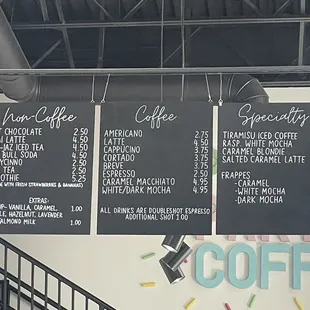 Non-Coffee
CHOCOLATE 2.50
LATTE 4.50
-JAZ ICED TEA 2.50
BULL SODA 4.50
CINNO 2.50
TEA 2.50
OTHIE 5.25
WITH FRESH STRAWBERRIES & BANANAS)
EXTRAS:
VANILLA, CARAMEL,
HAZELNUT, LAVENDER 1.00
ALMOND MILK 1.00
Coffee
AMERICANO 3.75
LATTE 4.50
CAPPUCINO 3.75
CORTADO 3.75
BREVE 4.75
ESPRESSO 2.50
CARAMEL MACCHIATO 4.95
WHITE/DARK MOCHA 4.95
ALL DRINKS ARE DOUBLESHOT ESPRESSO
ADDITIONAL SHOT 1.00
Specialty
TIRAMISU ICED COFFEE
RASP. WHITE MOCHA
CARAMEL BLONDIE
SALTED CARAMEL LATTE
FRAPPES
-CARAMEL
-WHITE MOCHA
-DARK MOCHA
COFF